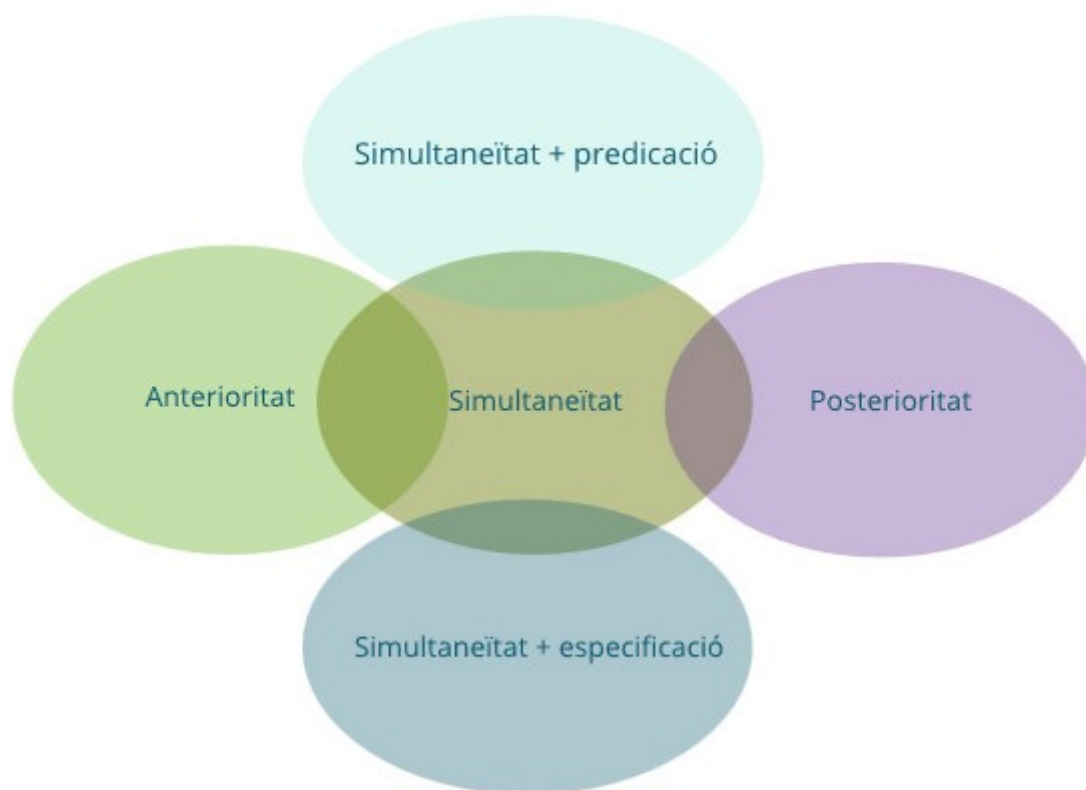 Simultaneïtat + predicació
Anterioritat
Simultaneïtat
Posterioritat
Simultaneïtat + especificació